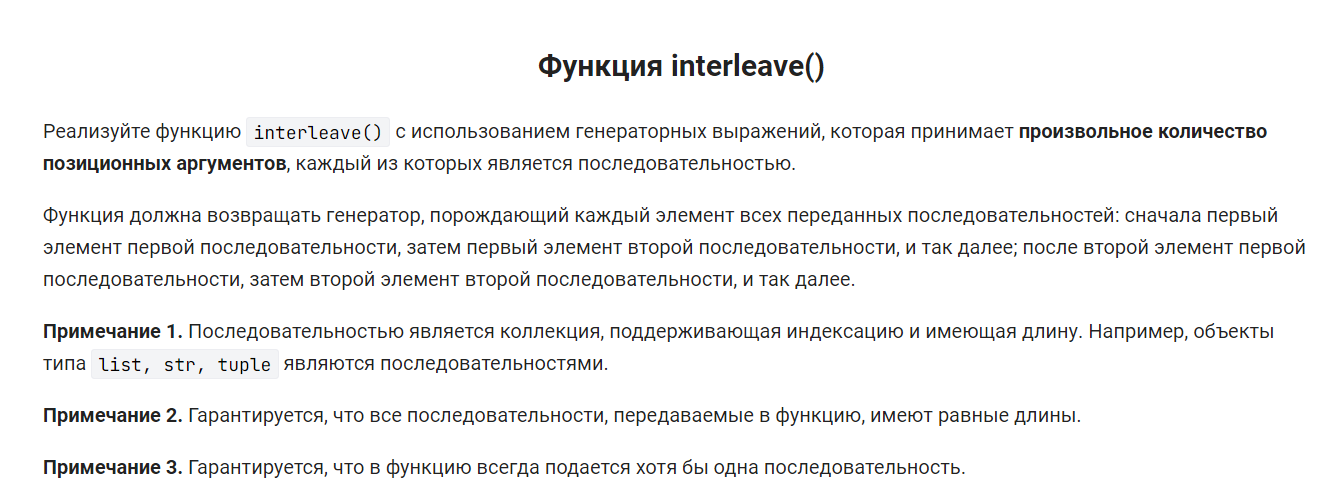 Функция interleave()
Реализуйте функцию interleave() с использованием генераторных выражений, которая принимает произвольное количество
позиционных аргументов, каждый из которых является последовательностью.
Функция должна возвращать генератор, порождающий каждый элемент всех переданных последовательностей: сначала первый
элемент первой последовательности, затем первый элемент второй последовательности, и так далее; после второй элемент первой
последовательности, затем второй элемент второй последовательности, и так далее.
Примечание 1. Последовательностью является коллекция, поддерживающая индексацию и имеющая длину. Например, объекты
типа list, str, tuple являются последовательностями.
Примечание 2. Гарантируется, что все последовательности, передаваемые в функцию, имеют равные длины.
Примечание 3. Гарантируется, что в функцию всегда подается хотя бы одна последовательность.